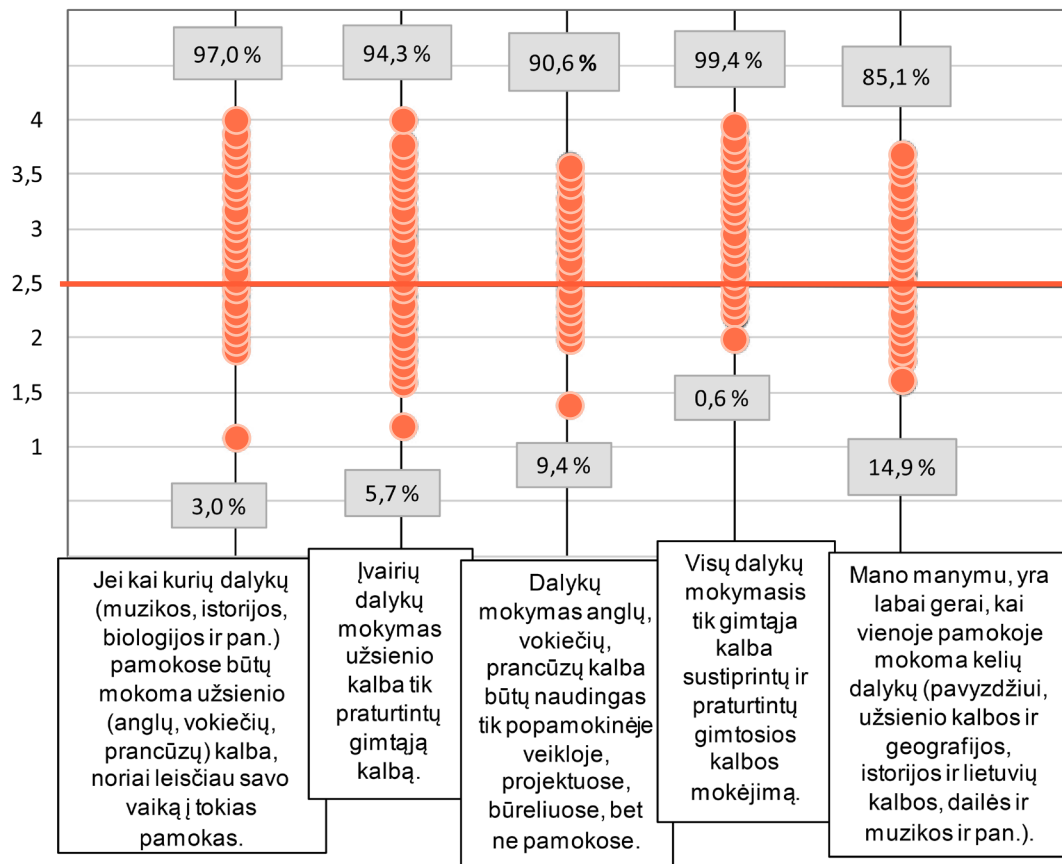 97,0 %
94,3 %
90,6 %
99,4 %
85,1 %
4
3,5
3
2,5
2
1,5
1
3,0 %
5,7 %
9,4 %
0,6 %
14,9 %
Jei kai kurių dalykų
(muzikos, istorijos,
biologijos ir pan.)
pamokose būtų
mokoma užsienio
(anglų, vokiečių,
prancūzų) kalba,
noriai leisčiau savo
vaiką į tokias
pamokas.
Įvairių
dalykų
mokymas
užsienio
kalba tik
praturtintų
gimtąją
kalbą.
Dalykų
mokymas anglų,
vokiečių,
prancūzų kalba
būtų naudingas
tik popamokinėje
veikloje,
projektuose,
būreliuose, bet
ne pamokose.
Visų dalykų
mokymasis
tik gimtąja
kalba
sustiprintų ir
praturtintų
gimtosios
kalbos
mokėjimą.
Mano manymu, yra
labai gerai, kai
vienoje pamokoje
mokoma kelių
dalykų (pavyzdžiui,
užsienio kalbos ir
geografijos,
istorijos ir lietuvių
kalbos, dailės ir
muzikos ir pan.).